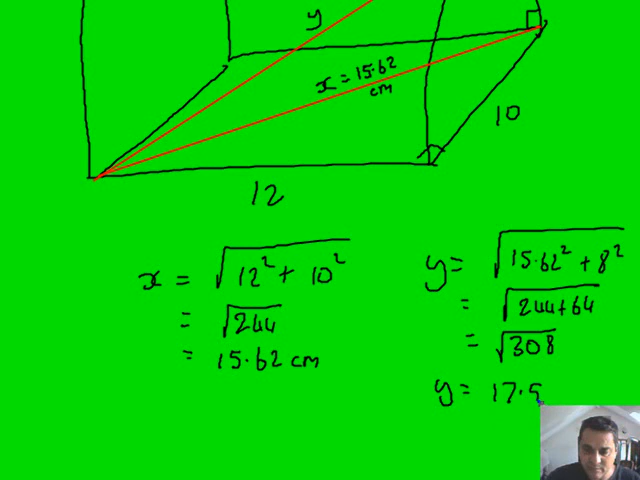 y
x = 15.62
cm
10
12
x = √12² + 10²
= √244
= 15.62 cm
y = √15.62² + 8²
= √244+64
= √308
y = 17.5